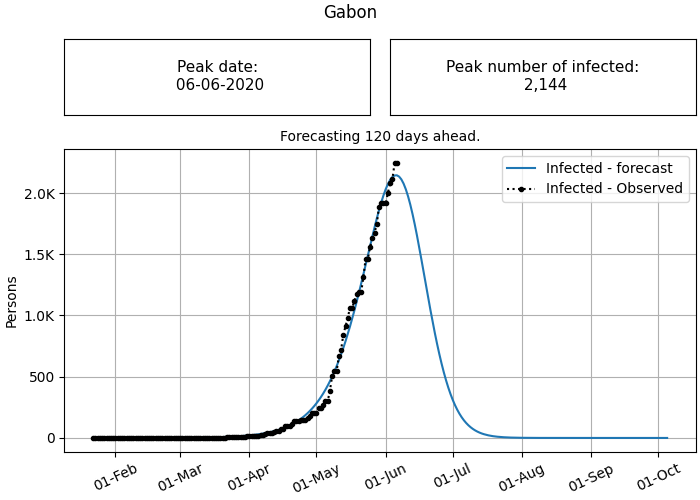 Gabon
Peak date:
06-06-2020
Peak number of infected:
2,144
Forecasting 120 days ahead.
Infected - forecast
Infected - Observed
Persons
2.0K
1.5K
1.0K
500
0
01-Feb
01-Mar
01-Apr
01-May
01-Jun
01-Jul
01-Aug
01-Sep
01-Oct